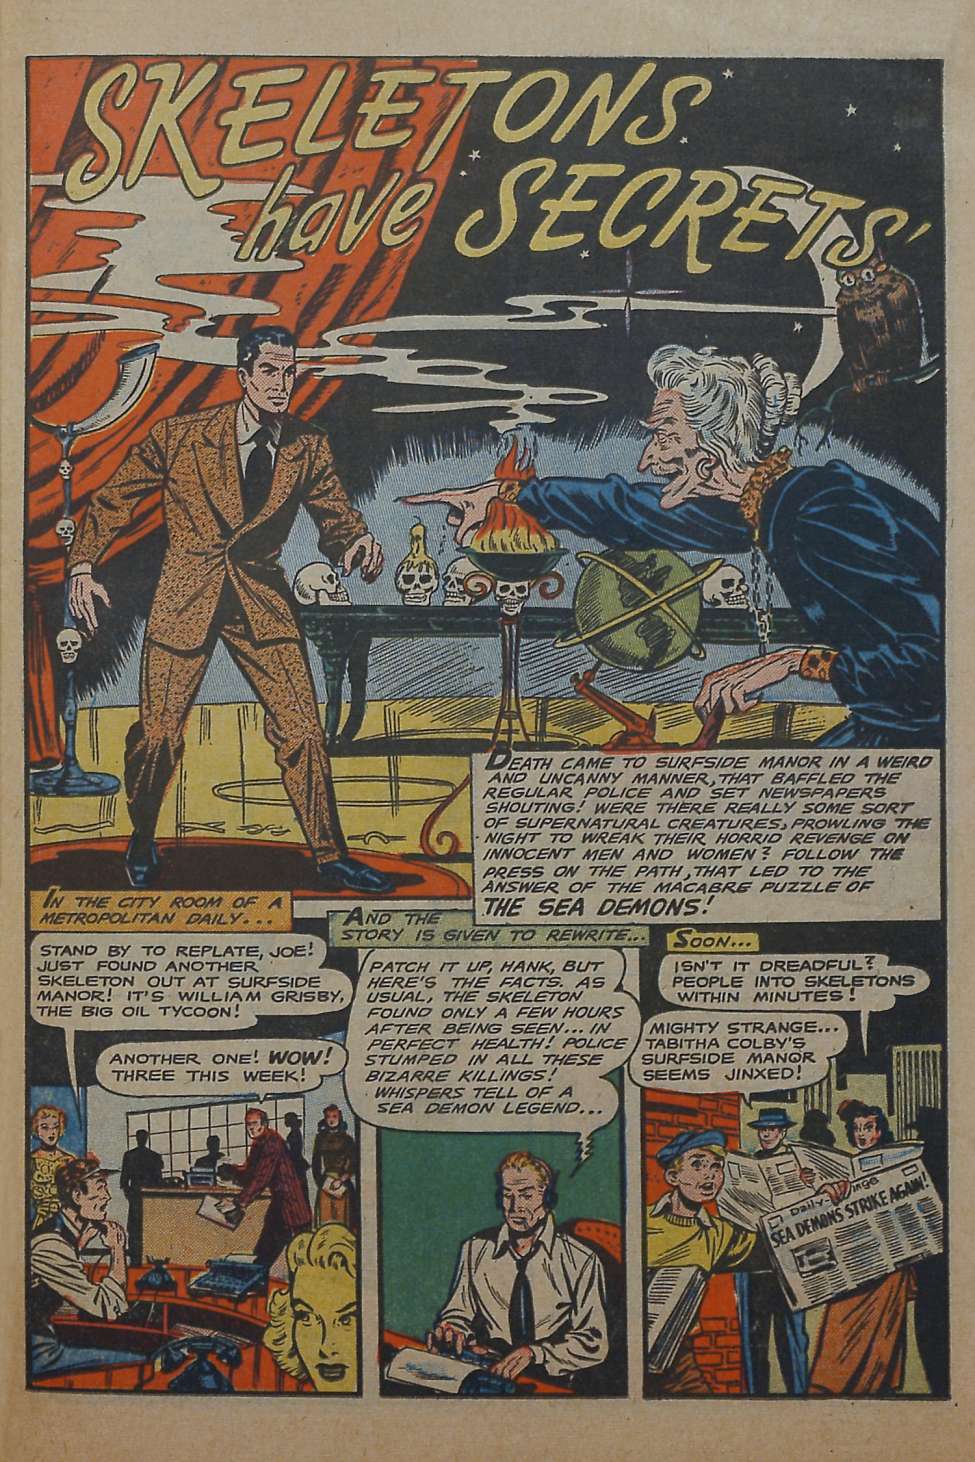 SKELETONS
have SECRETS'
DEATH CAME TO SURFSIDE MANOR IN A WEIRD
AND UNCANNY MANNER, THAT BAFFLED THE
REGULAR POLICE AND SET NEWSPAPERS
SHOUTING! WERE THERE REALLY SOME SORT
OF SUPERNATURAL CREATURES, PROWLING THE
NIGHT TO WREAK THEIR HORRID REVENGE ON
INNOCENT MEN AND WOMEN? FOLLOW THE
PRESS ON THE PATH, THAT LED TO THE
ANSWER OF THE MACABRE PUZZLE OF
THE SEA DEMONS!
IN THE CITY ROOM OF A
METROPOLITAN DAILY...
STAND BY TO REPLATE, JOE!
JUST FOUND ANOTHER
SKELETON OUT AT SURFSIDE
MANOR! IT'S WILLIAM GRISBY,
THE BIG OIL TYCOON!
ANOTHER ONE! WOW!
THREE THIS WEEK!
AND THE
STORY IS GIVEN TO REWRITE...
PATCH IT UP, HANK, BUT
HERE'S THE FACTS. AS
USUAL, THE SKELETON
FOUND ONLY A FEW HOURS
AFTER BEING SEEN... IN
PERFECT HEALTH! POLICE
STUMPED IN ALL THESE
BIZARRE KILLINGS!
WHISPERS TELL OF A
SEA DEMON LEGEND...
SOON...
ISN'T IT DREADFUL?
PEOPLE INTO SKELETONS
WITHIN MINUTES!
MIGHTY STRANGE...
TABITHA COLBY'S
SURFSIDE MANOR
SEEMS JINXED!
Daily
SEA DEMONS STRIKE AGAIN!